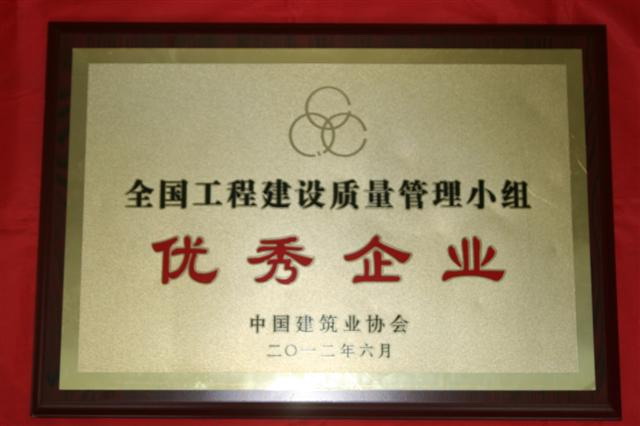 全国工程建设质量管理小组
优秀企业
中国建筑业协会
二〇一二年六月